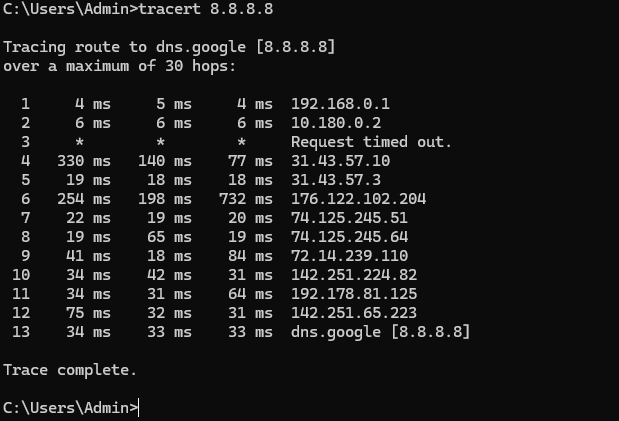 C:\Users\Admin>tracert 8.8.8.8
Tracing route to dns.google [8.8.8.8]
over a maximum of 30 hops:
1 4 ms 5 ms 4 ms 192.168.0.1
2 6 ms 6 ms 6 ms 10.180.0.2
3 * * * Request timed out.
4 330 ms 140 ms 77 ms 31.43.57.10
5 19 ms 18 ms 18 ms 31.43.57.3
6 254 ms 198 ms 732 ms 176.122.102.204
7 22 ms 19 ms 20 ms 74.125.245.51
8 19 ms 65 ms 19 ms 74.125.245.64
9 41 ms 18 ms 84 ms 72.14.239.110
10 34 ms 42 ms 31 ms 142.251.224.82
11 34 ms 31 ms 64 ms 192.178.81.125
12 75 ms 32 ms 31 ms 142.251.65.223
13 34 ms 33 ms 33 ms dns.google [8.8.8.8]
Trace complete.
C:\Users\Admin>